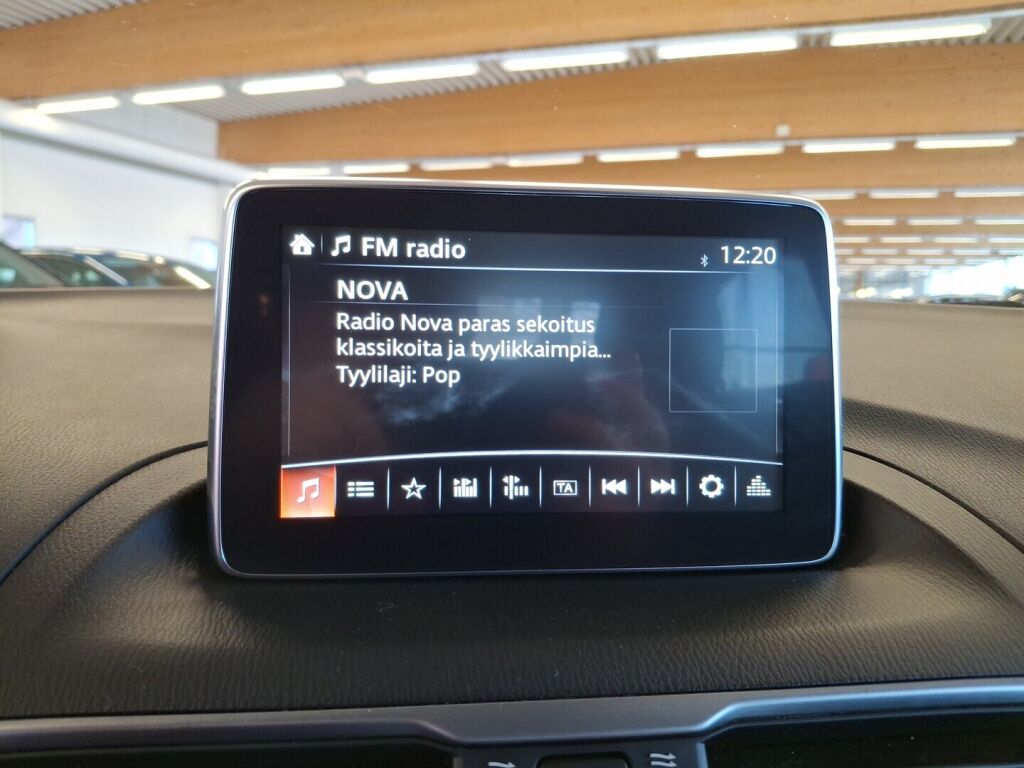 FM radio
12:20
NOVA
Radio Nova paras sekoitus
klassikoita ja tyylikkaimpia...
Tyylilaji: Pop
TA